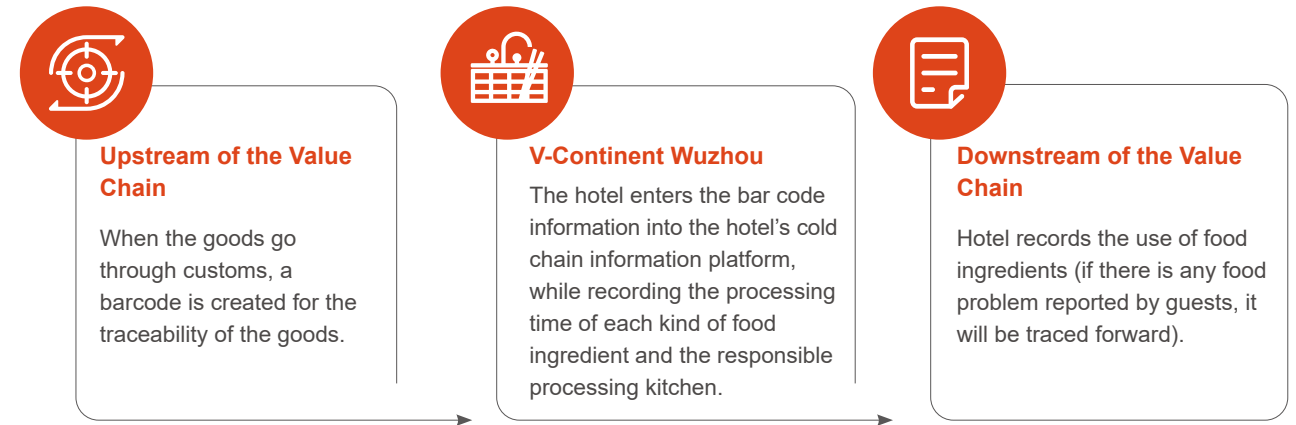 Upstream of the Value
Chain
When the goods go
through customs, a
barcode is created for the
traceability of the goods.
V-Continent Wuzhou
The hotel enters the bar code
information into the hotel’s cold
chain information platform,
while recording the processing
time of each kind of food
ingredient and the responsible
processing kitchen.
Downstream of the Value
Chain
Hotel records the use of food
ingredients (if there is any food
problem reported by guests, it
will be traced forward).